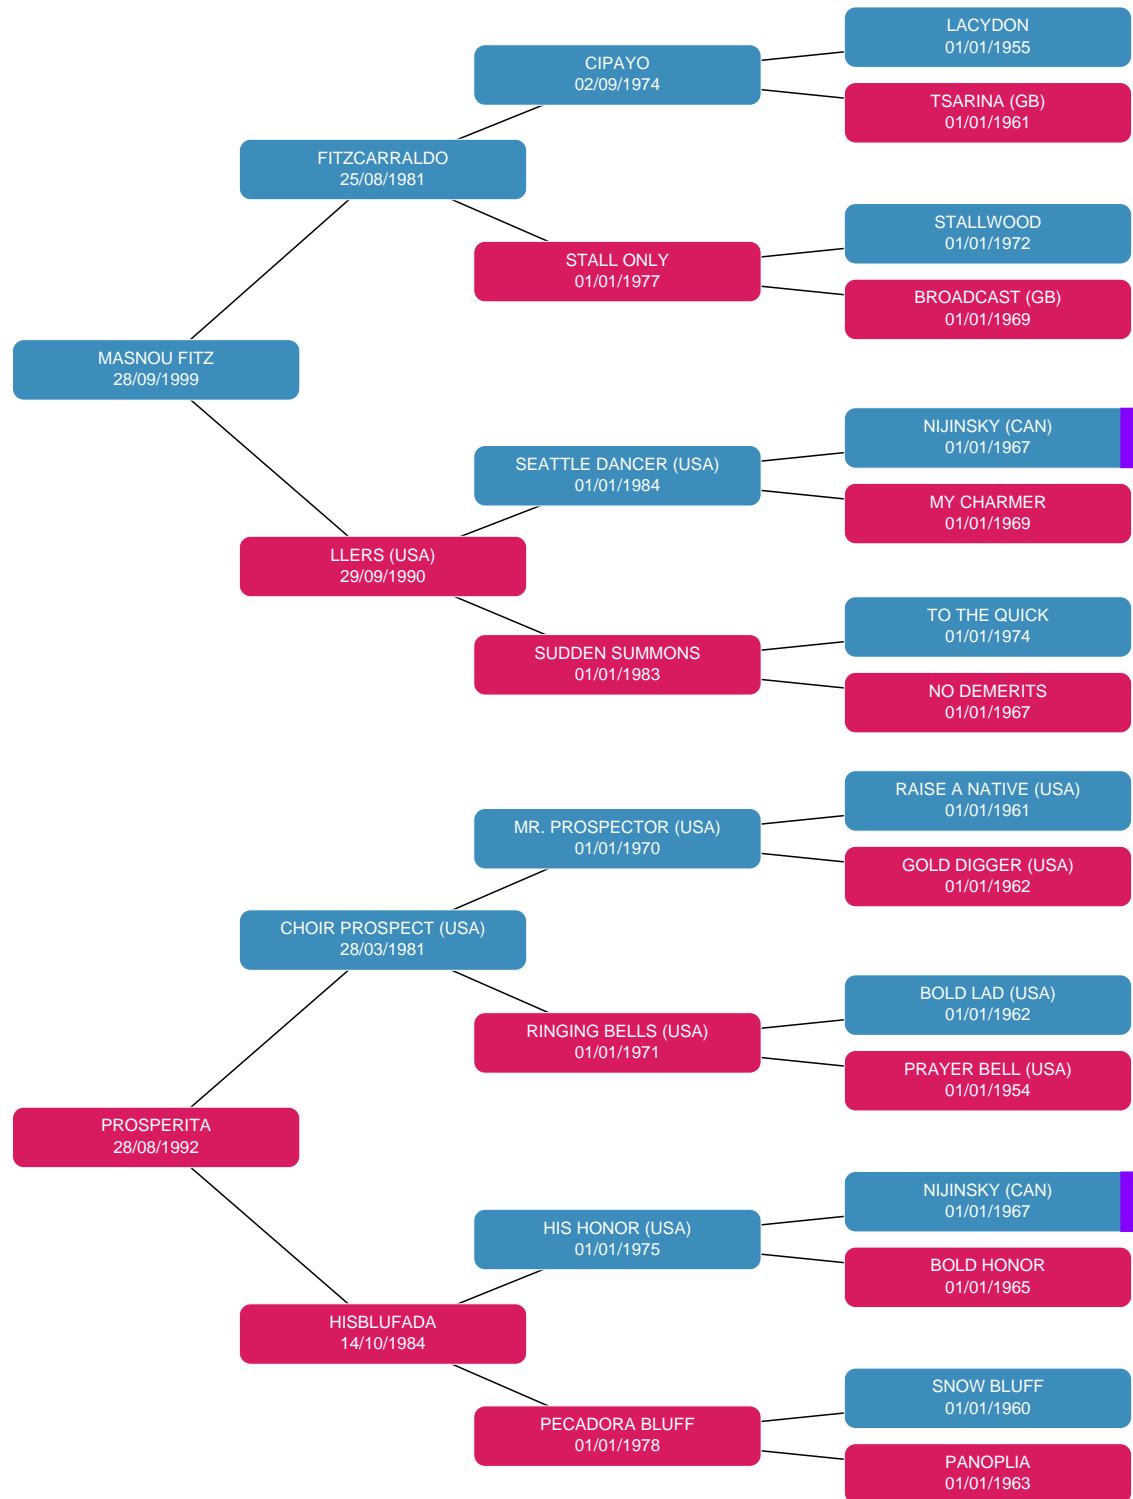 LACYDON
01/01/1955
CIPAYO
02/09/1974
TSARINA (GB)
01/01/1961
FITZCARRALDO
25/08/1981
STALLWOOD
01/01/1972
STALL ONLY
01/01/1977
BROADCAST (GB)
01/01/1969
MASNOU FITZ
28/09/1999
NIJINSKY (CAN)
01/01/1967
SEATTLE DANCER (USA)
01/01/1984
MY CHARMER
01/01/1969
LLERS (USA)
29/09/1990
TO THE QUICK
01/01/1974
SUDDEN SUMMONS
01/01/1983
NO DEMERITS
01/01/1967
RAISE A NATIVE (USA)
01/01/1961
MR. PROSPECTOR (USA)
01/01/1970
GOLD DIGGER (USA)
01/01/1962
CHOIR PROSPECT (USA)
28/03/1981
BOLD LAD (USA)
01/01/1962
RINGING BELLS (USA)
01/01/1971
PRAYER BELL (USA)
01/01/1954
PROSPERITA
28/08/1992
NIJINSKY (CAN)
01/01/1967
HIS HONOR (USA)
01/01/1975
BOLD HONOR
01/01/1965
HISBLUFADA
14/10/1984
SNOW BLUFF
01/01/1960
PECADORA BLUFF
01/01/1978
PANOPLIA
01/01/1963